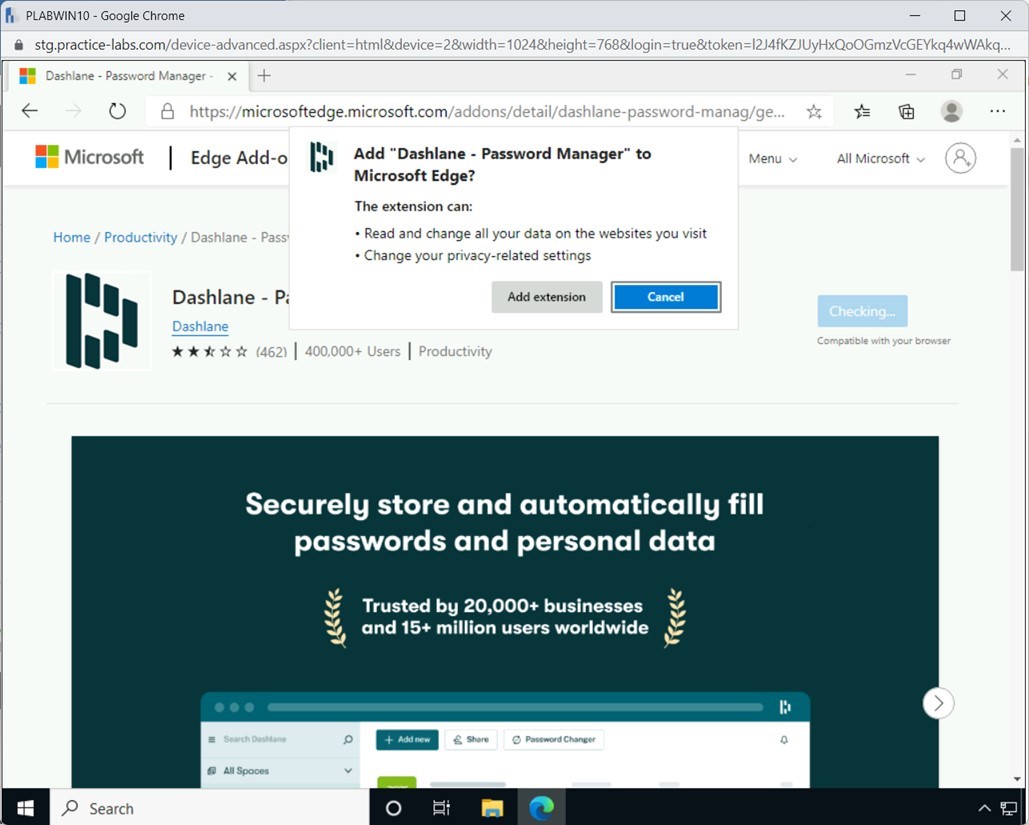 PLABWIN10 - Google Chrome
stg.practice-labs.com/device-advanced.aspx?client=html&device=2&width=1024&height=768&login=true&token=l2J4fKZJUyHxQoOGmzVcGEYkq4wWAkq...
Dashlane - Password Manager -
https://microsoftedge.microsoft.com/addons/detail/dashlane-password-manag/ge...
Microsoft
Edge Add-o
Menu
All Microsoft
Add "Dashlane - Password Manager" to
Microsoft Edge?
The extension can:
• Read and change all your data on the websites you visit
• Change your privacy-related settings
Add extension
Cancel
Home / Productivity / Dashlane - Pass
Dashlane - Pa
Dashlane
(462)
400,000+ Users
Productivity
Checking...
Compatible with your browser
Securely store and automatically fill
passwords and personal data
Trusted by 20,000+ businesses
and 15+ million users worldwide
Search Dashlane
Add new
Share
Password Changer
All Spaces
Search